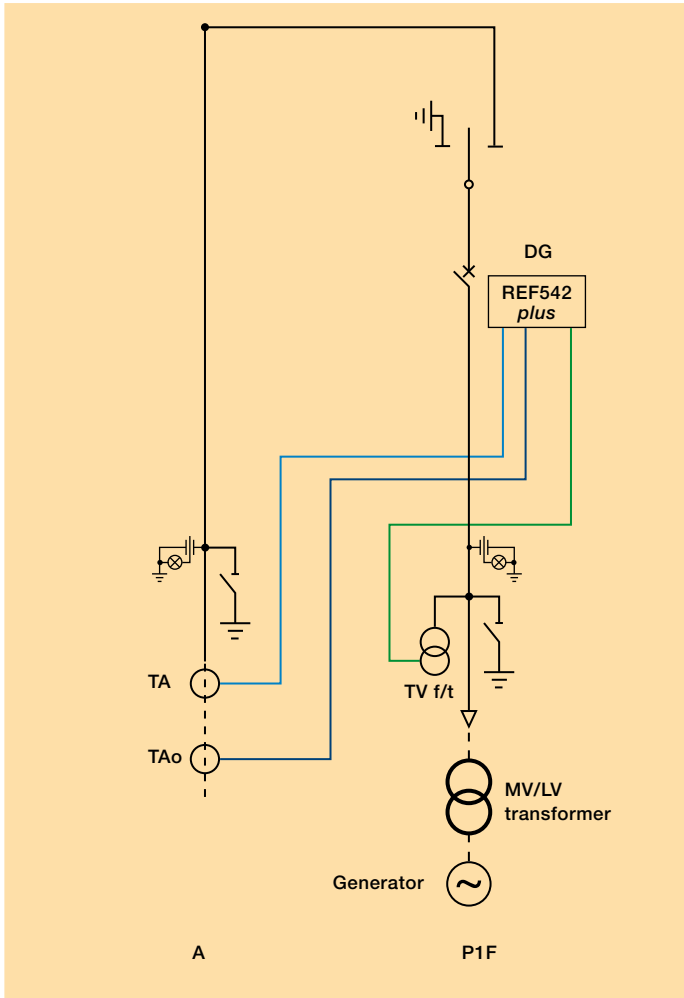 DG
REF542
plus
TA
TV f/t
TAo
MV/LV
transformer
Generator
A
P1F